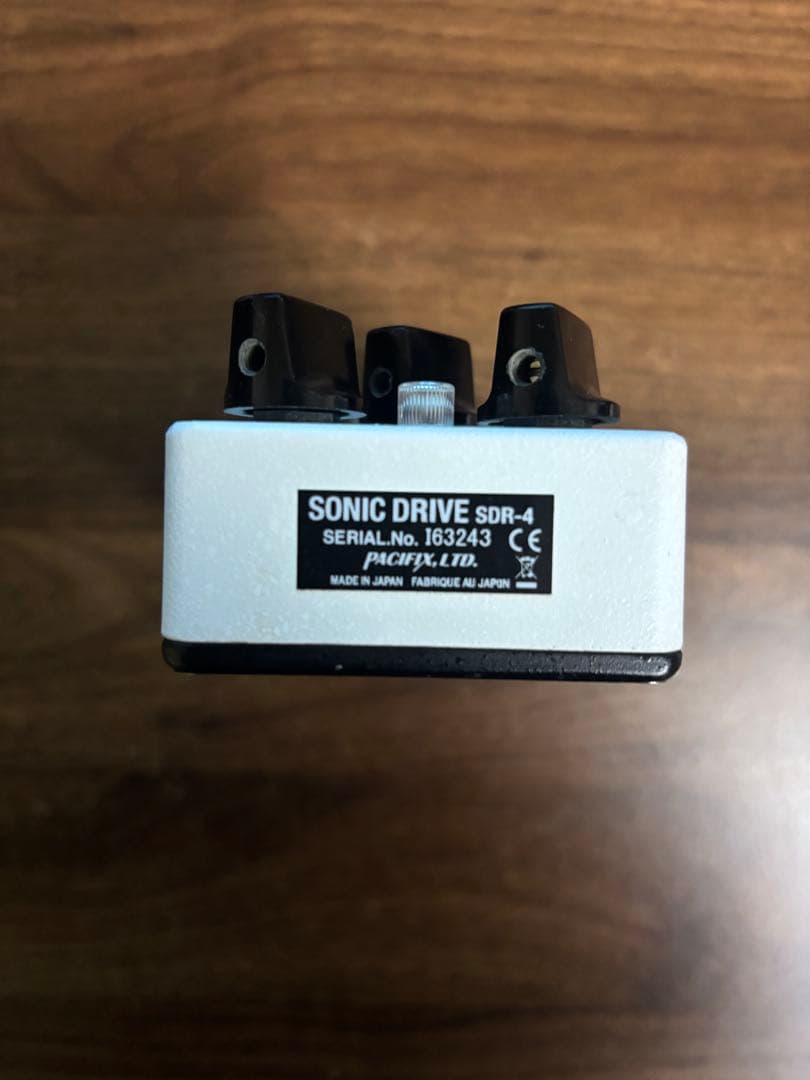 SONIC DRIVE SDR-4
SERIAL.No. I63243 CE
PACIFIX, LTD.
MADE IN JAPAN FABRIQUE AU JAPON